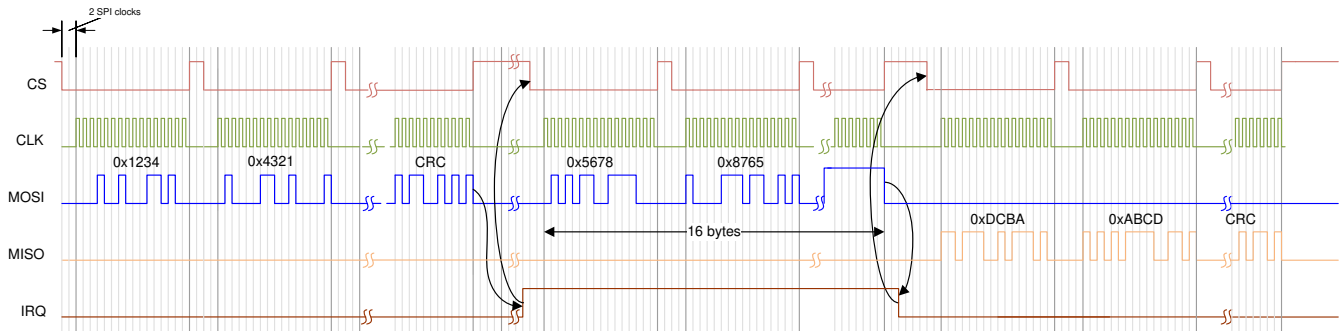 2 SPI clocks
CS
CLK
0x1234
0x4321
CRC
0x5678
0x8765
MOSI
0xDCBA
0xABCD
CRC
16 bytes
MISO
IRQ